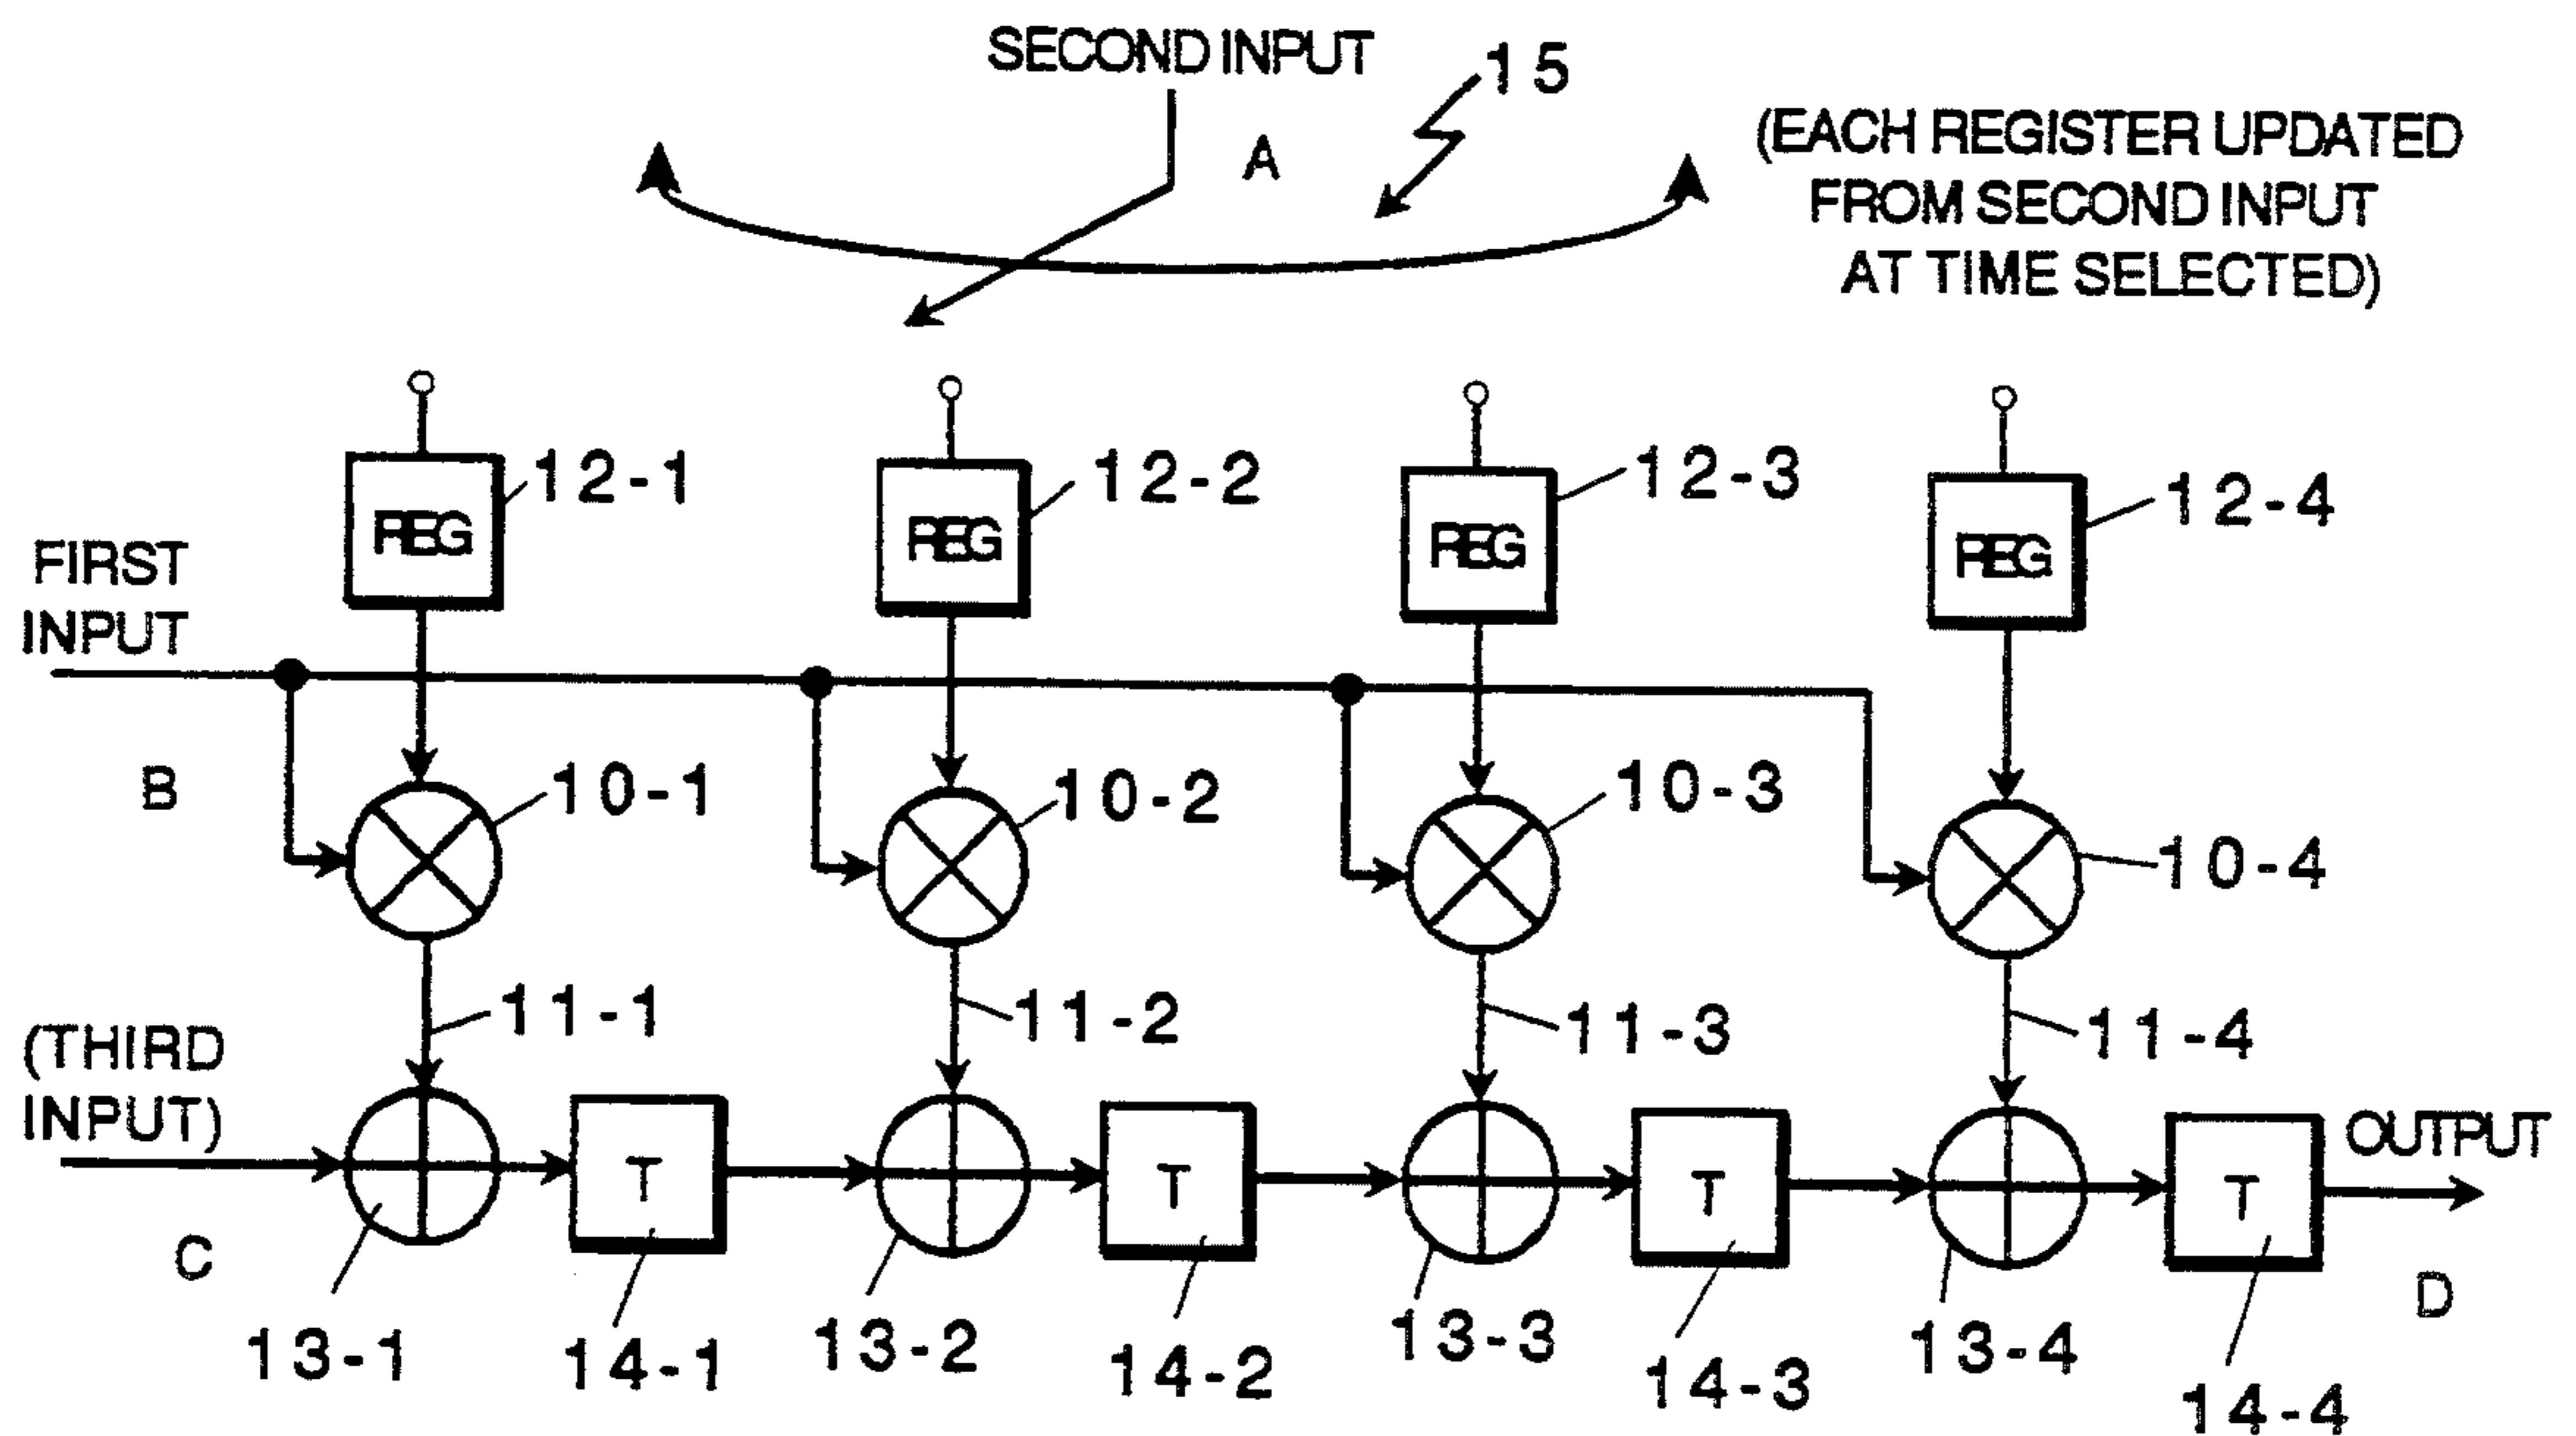 SECOND INPUT
15
A
(EACH REGISTER UPDATED
FROM SECOND INPUT
AT TIME SELECTED)
12-1
12-2
12-3
12-4
REG
REG
REG
REG
FIRST
INPUT
B
10-1
10-2
10-3
10-4
11-1
11-2
11-3
11-4
(THIRD
INPUT)
T
T
T
T
OUTPUT
C
D
13-1
14-1
13-2
14-2
13-3
14-3
13-4
14-4